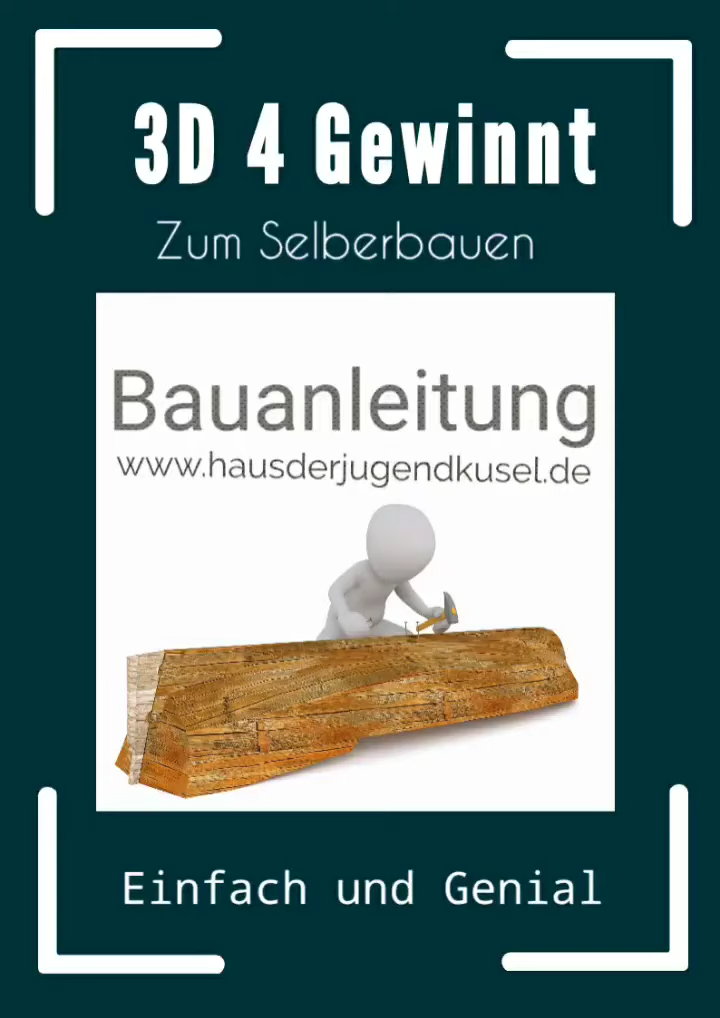 3D 4 Gewinnt
Zum Selberbauen
Bauanleitung
www.hausderjugendkusel.de
Einfach und Genial